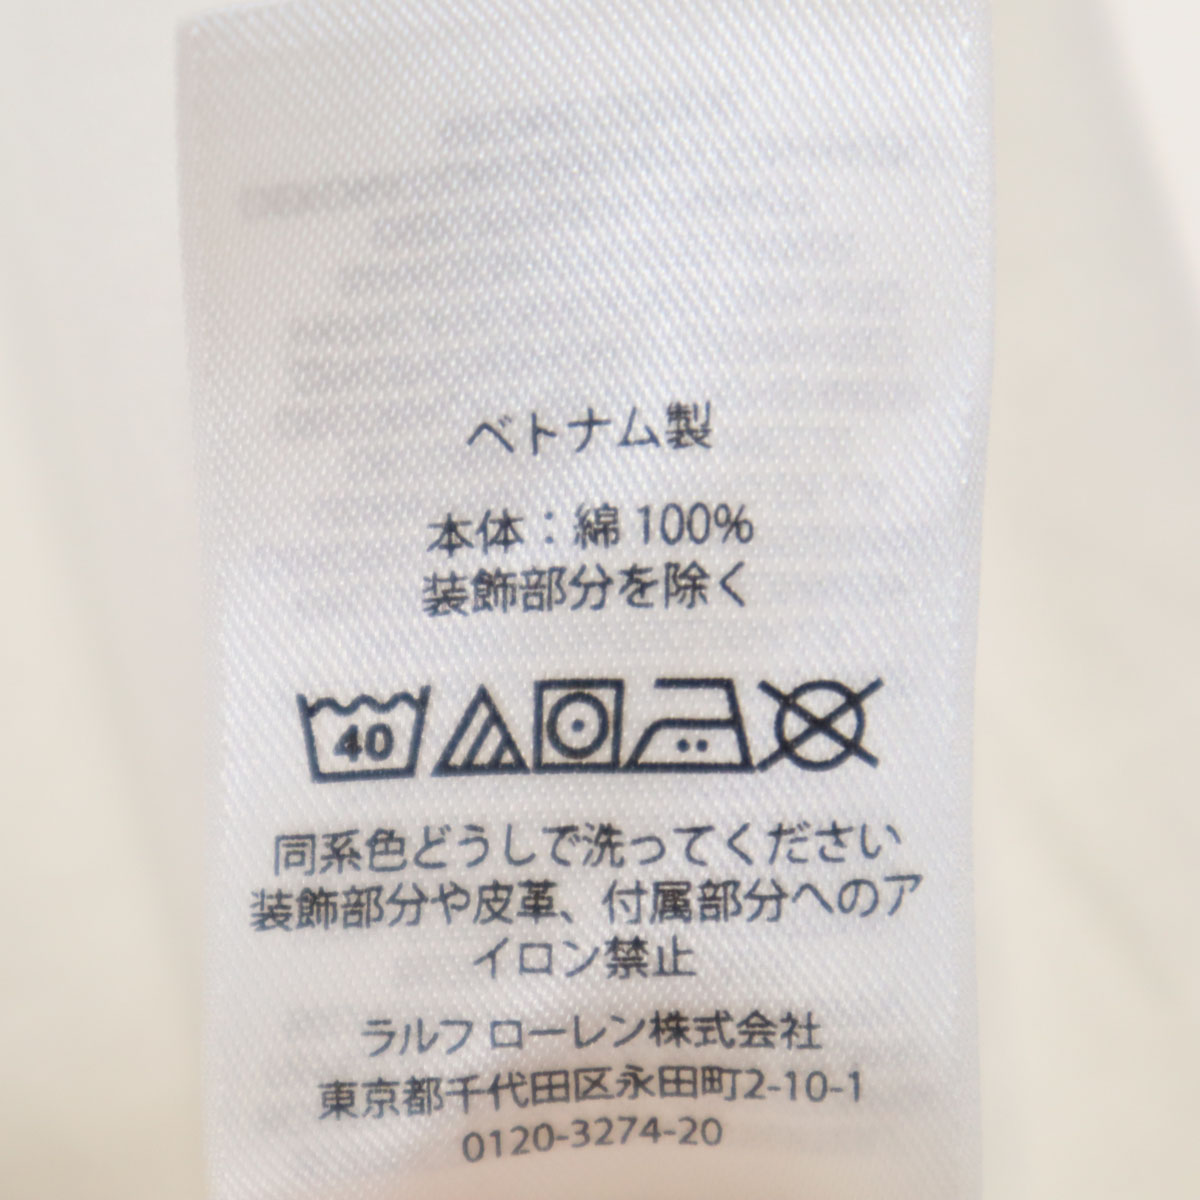 ベトナム製
本体：綿 100%
装飾部分を除く
40
同系色どうしで洗ってください
装飾部分や皮革、付属部分へのア
イロン禁止
ラルフ ローレン株式会社
東京都千代田区永田町2-10-1
0120-3274-20